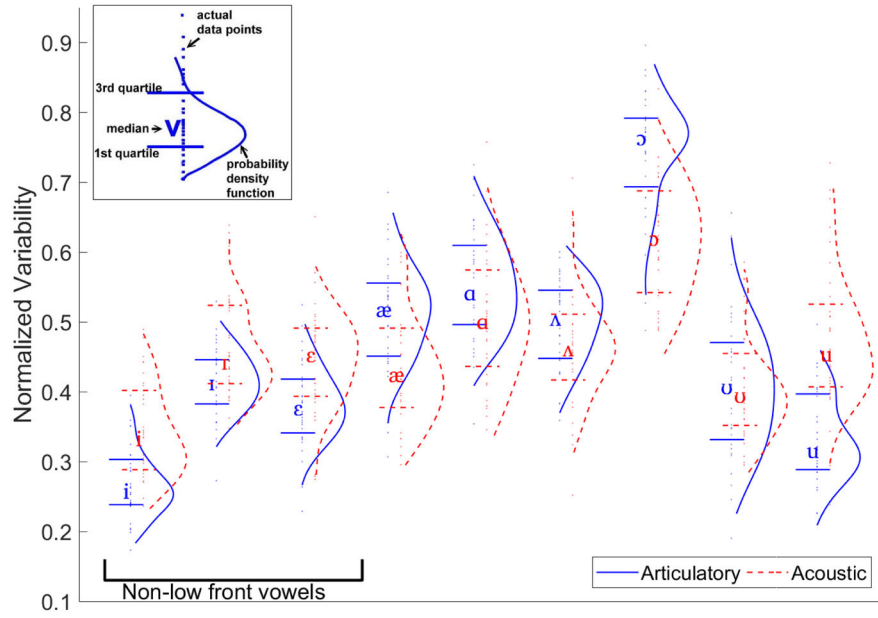 actual
data points
3rd quartile
median
V
1st quartile
probability
density
function
Normalized Variability
0.9
0.8
0.7
0.6
0.5
0.4
0.3
0.2
0.1
i
i
ɪ
ɪ
ɛ
ɛ
æ
æ
ɑ
ɑ
ʌ
ʌ
ɔ
ɔ
ʊ
ʊ
u
u
Non-low front vowels
Articulatory
Acoustic